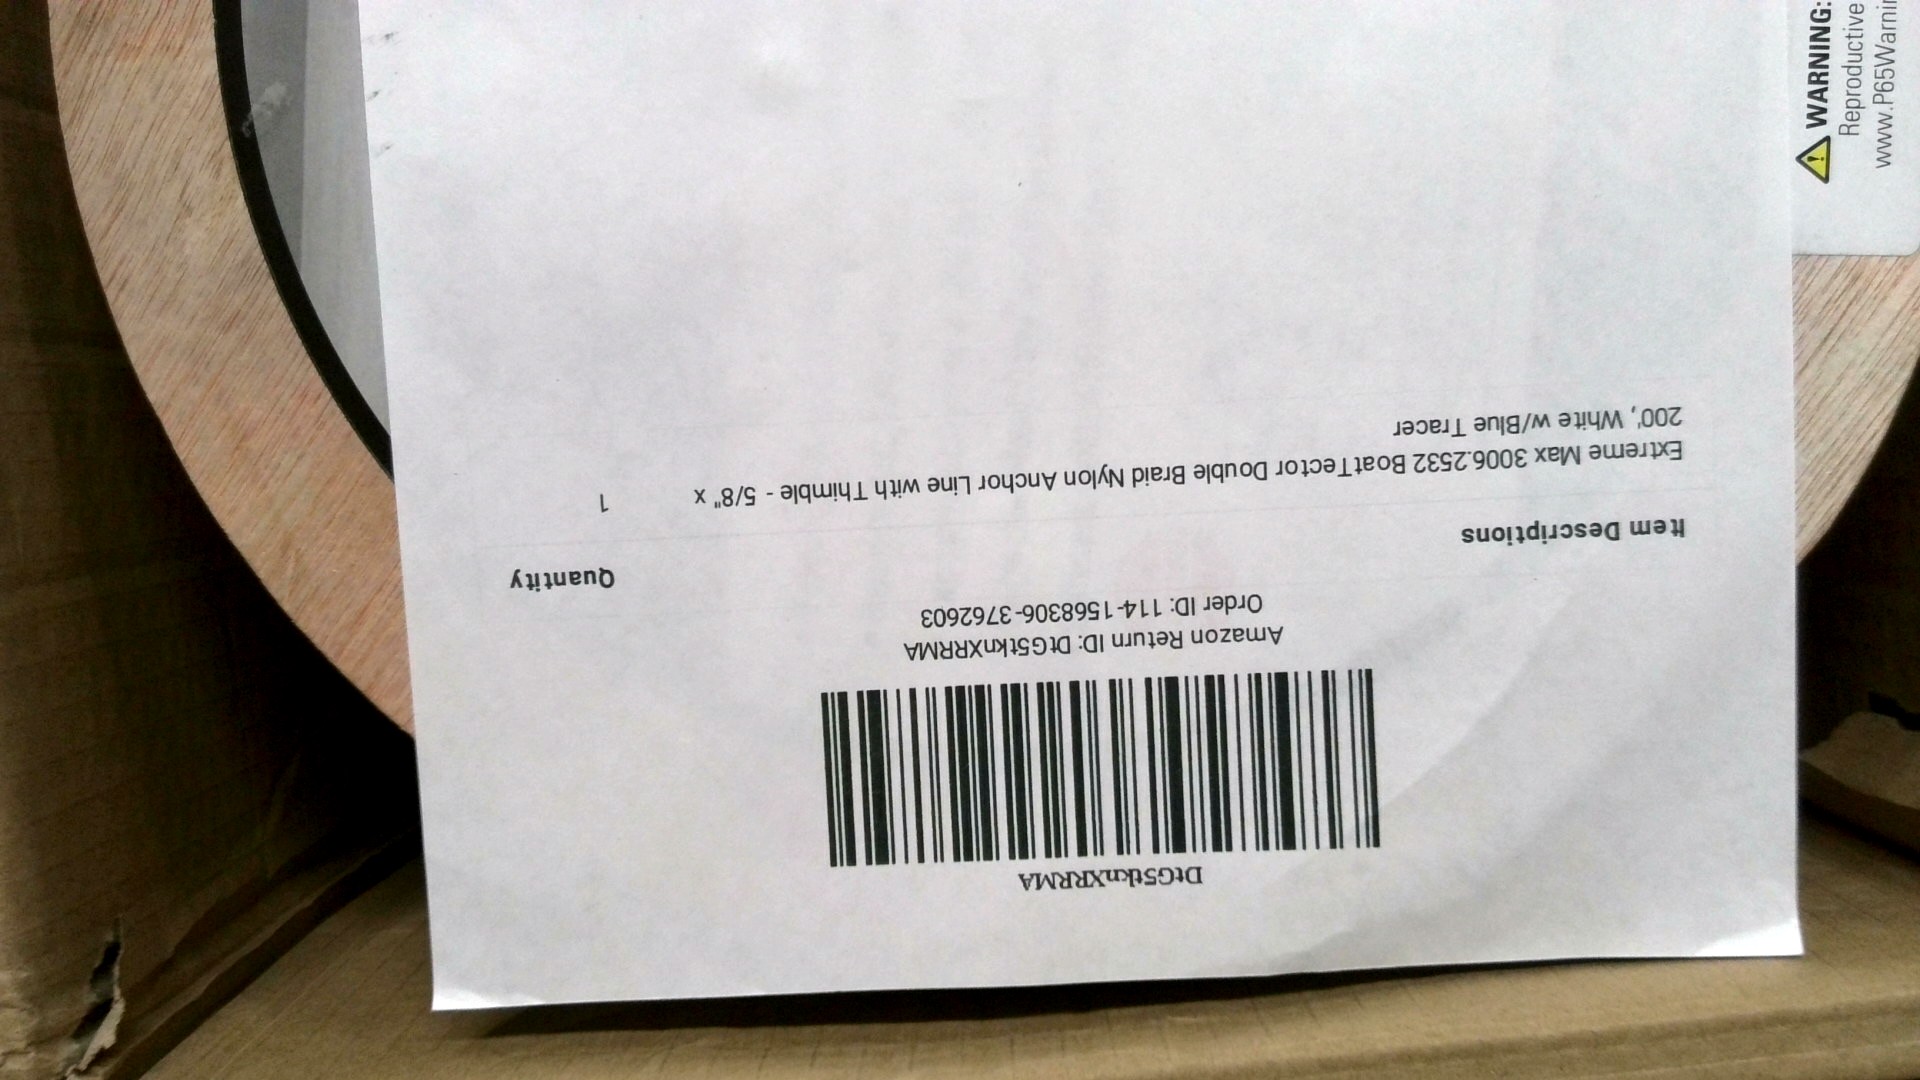 DtG5tknXRRMA
Amazon Return ID: DtG5tknXRRMA
Order ID: 114-1568306-3762603
Item Descriptions Quantity
Extreme Max 3006.2532 BoatTector Double Braid Nylon Anchor Line with Thimble - 5/8" x 1
200', White w/Blue Tracer
WARNING:
Reproductive
www.P65Warnin